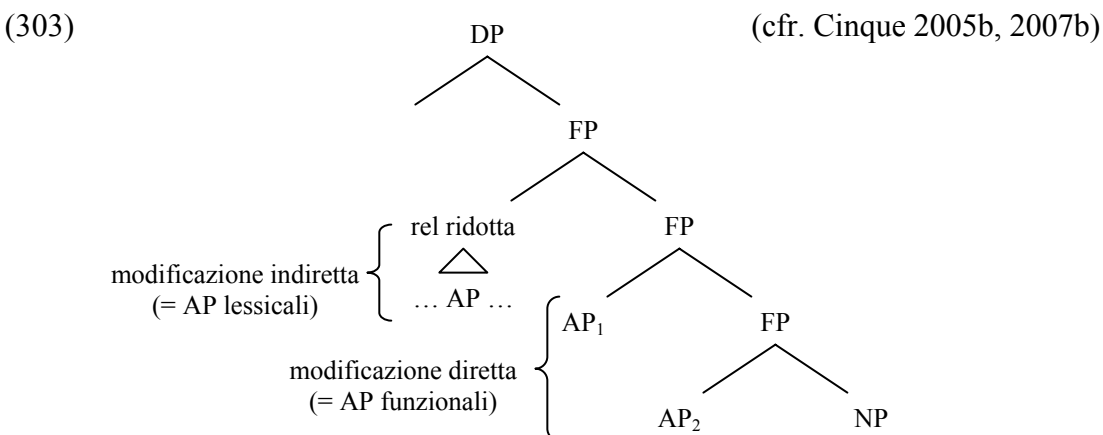 (303) (cfr. Cinque 2005b, 2007b)
DP
FP
rel ridotta FP
modificazione indiretta
(= AP lessicali) … AP …
AP₁ FP
modificazione diretta
(= AP funzionali)
AP₂ NP